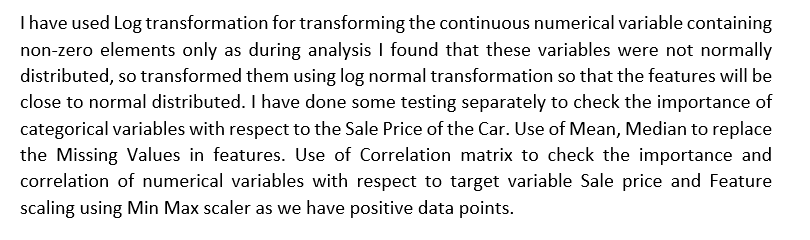 I have used Log transformation for transforming the continuous numerical variable containing
non-zero elements only as during analysis I found that these variables were not normally
distributed, so transformed them using log normal transformation so that the features will be
close to normal distributed. I have done some testing separately to check the importance of
categorical variables with respect to the Sale Price of the Car. Use of Mean, Median to replace
the Missing Values in features. Use of Correlation matrix to check the importance and
correlation of numerical variables with respect to target variable Sale price and Feature
scaling using Min Max scaler as we have positive data points.